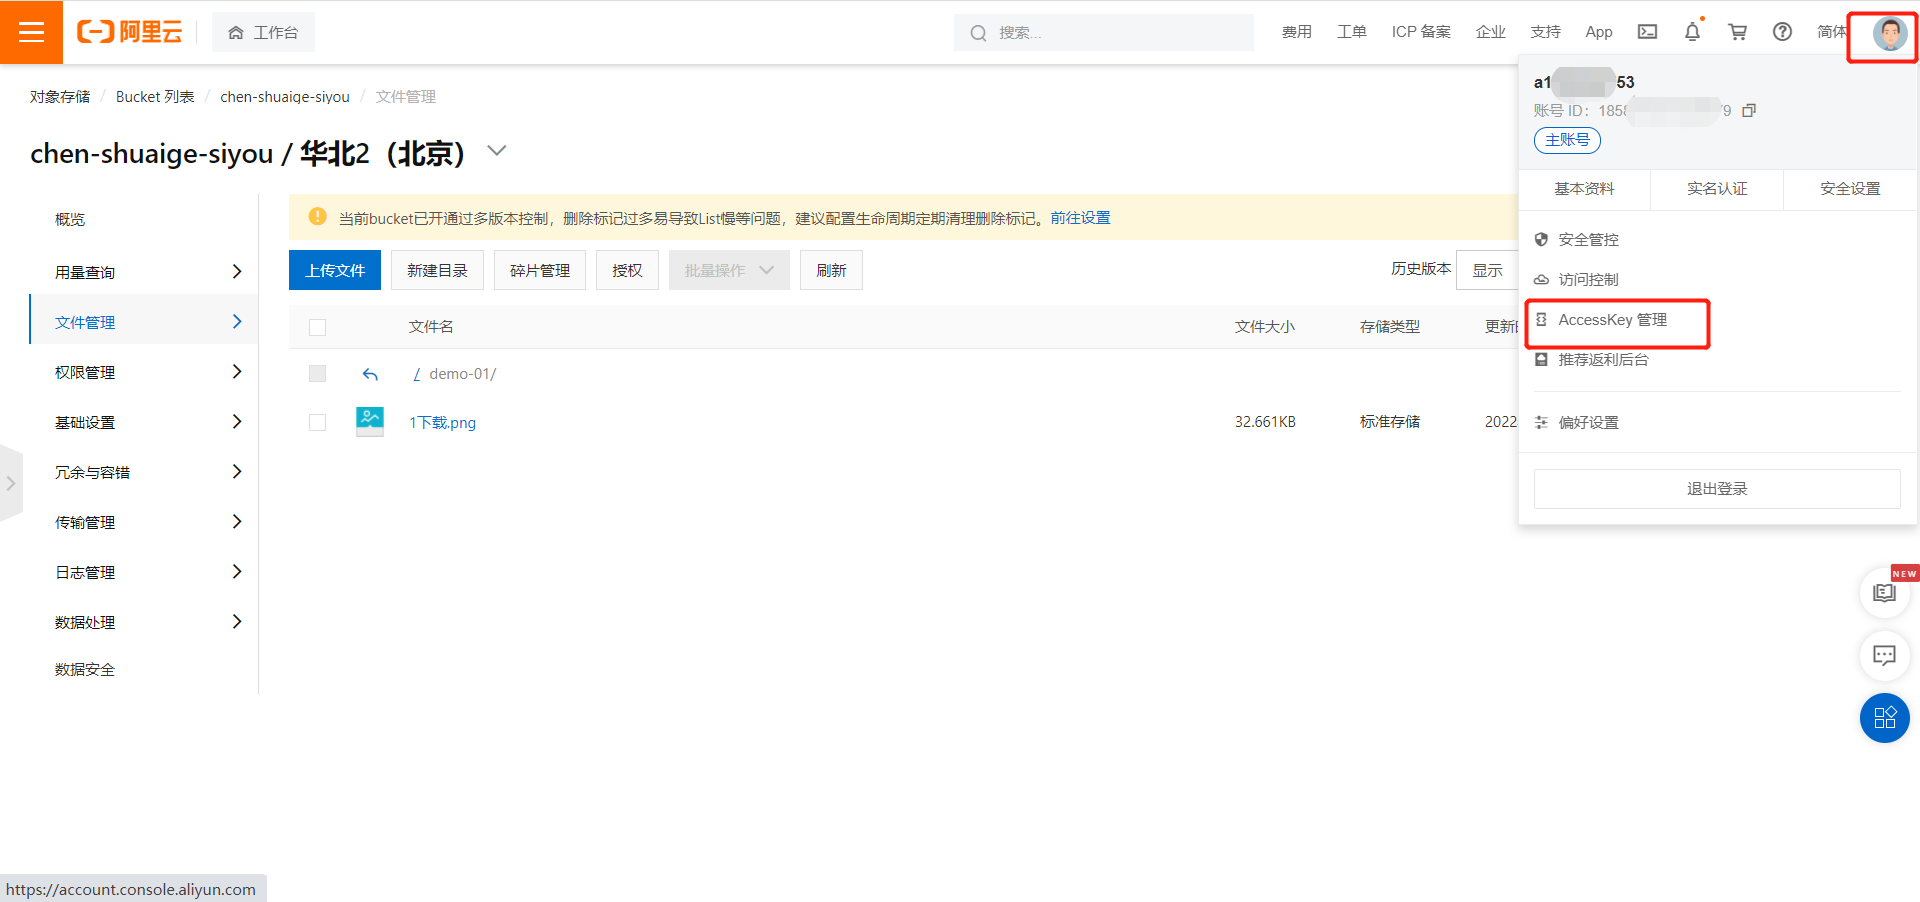 阿里云
工作台
搜索...
费用
工单
ICP 备案
企业
支持
App
简体
对象存储 / Bucket 列表 / chen-shuaige-siyou / 文件管理
chen-shuaige-siyou / 华北2（北京）
概览
用量查询
文件管理
权限管理
基础设置
冗余与容错
传输管理
日志管理
数据处理
数据安全
当前bucket已开通过多版本控制，删除标记过多易导致List慢等问题，建议配置生命周期定期清理删除标记。前往设置
上传文件
新建目录
碎片管理
授权
批量操作
刷新
历史版本
显示
文件名
文件大小
存储类型
更新
/ demo-01/
1下载.png
32.661KB
标准存储
2022
a1 53
账号 ID： 185 9
主账号
基本资料
实名认证
安全设置
安全管控
访问控制
AccessKey 管理
推荐返利后台
偏好设置
退出登录
NEW
https://account.console.aliyun.com